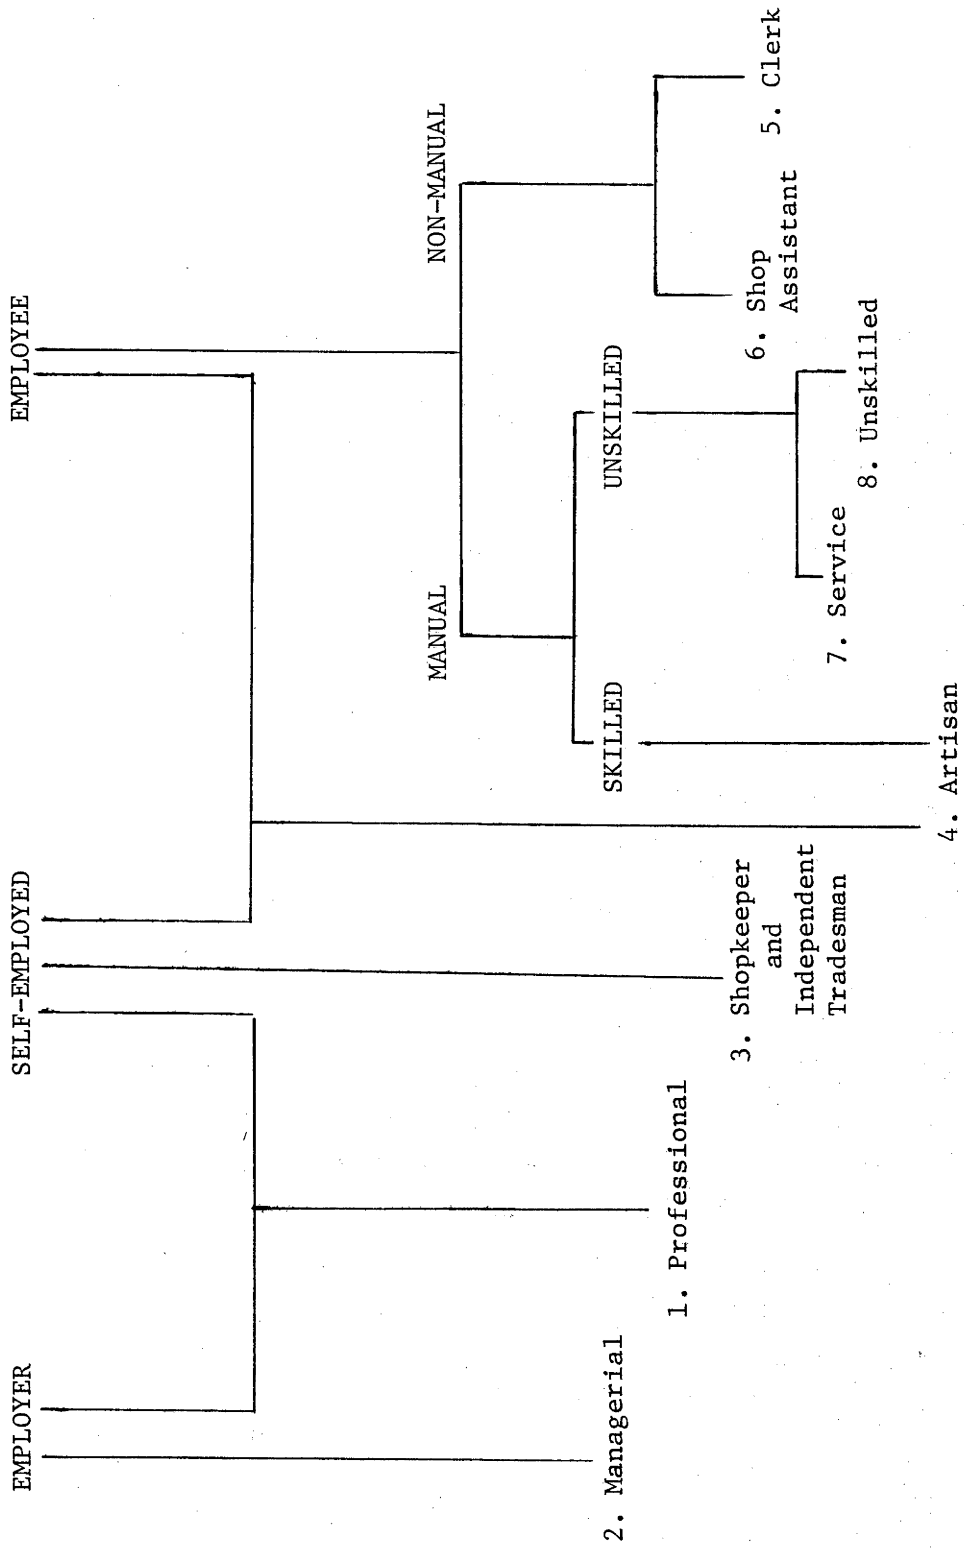 EMPLOYER
SELF-EMPLOYED
EMPLOYEE
MANUAL
NON-MANUAL
SKILLED
UNSKILLED
2. Managerial
1. Professional
3. Shopkeeper
and
Independent
Tradesman
4. Artisan
7. Service
8. Unskilled
6. Shop
Assistant
5. Clerk